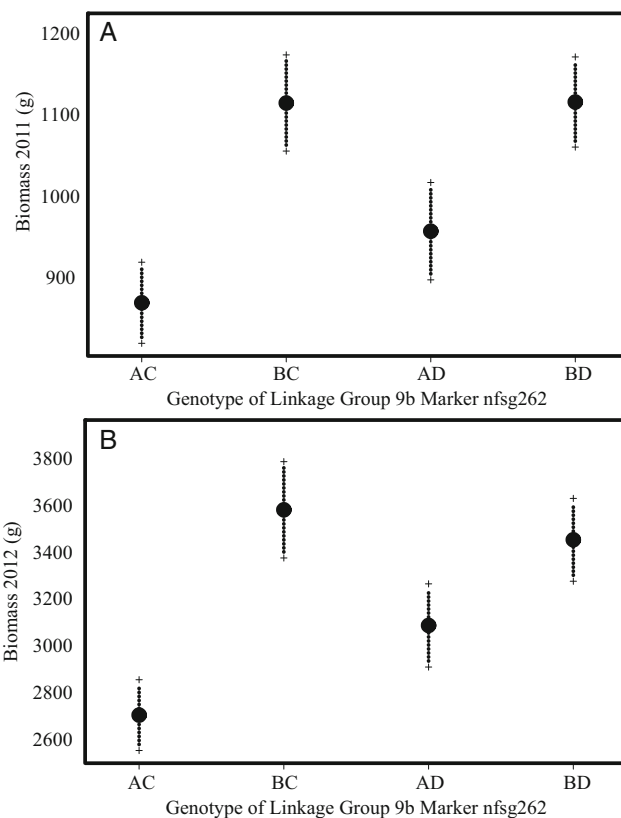 A
1200
1100
1000
900
Biomass 2011 (g)
AC BC AD BD
Genotype of Linkage Group 9b Marker nfsg262
B
3800
3600
3400
3200
3000
2800
2600
Biomass 2012 (g)
AC BC AD BD
Genotype of Linkage Group 9b Marker nfsg262